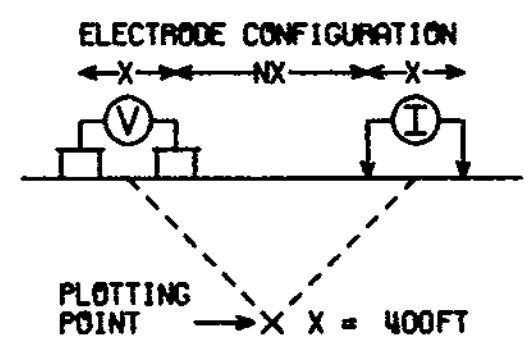 ELECTRODE CONFIGURATION
X NX X
V I
PLOTTING
POINT X X = 400FT